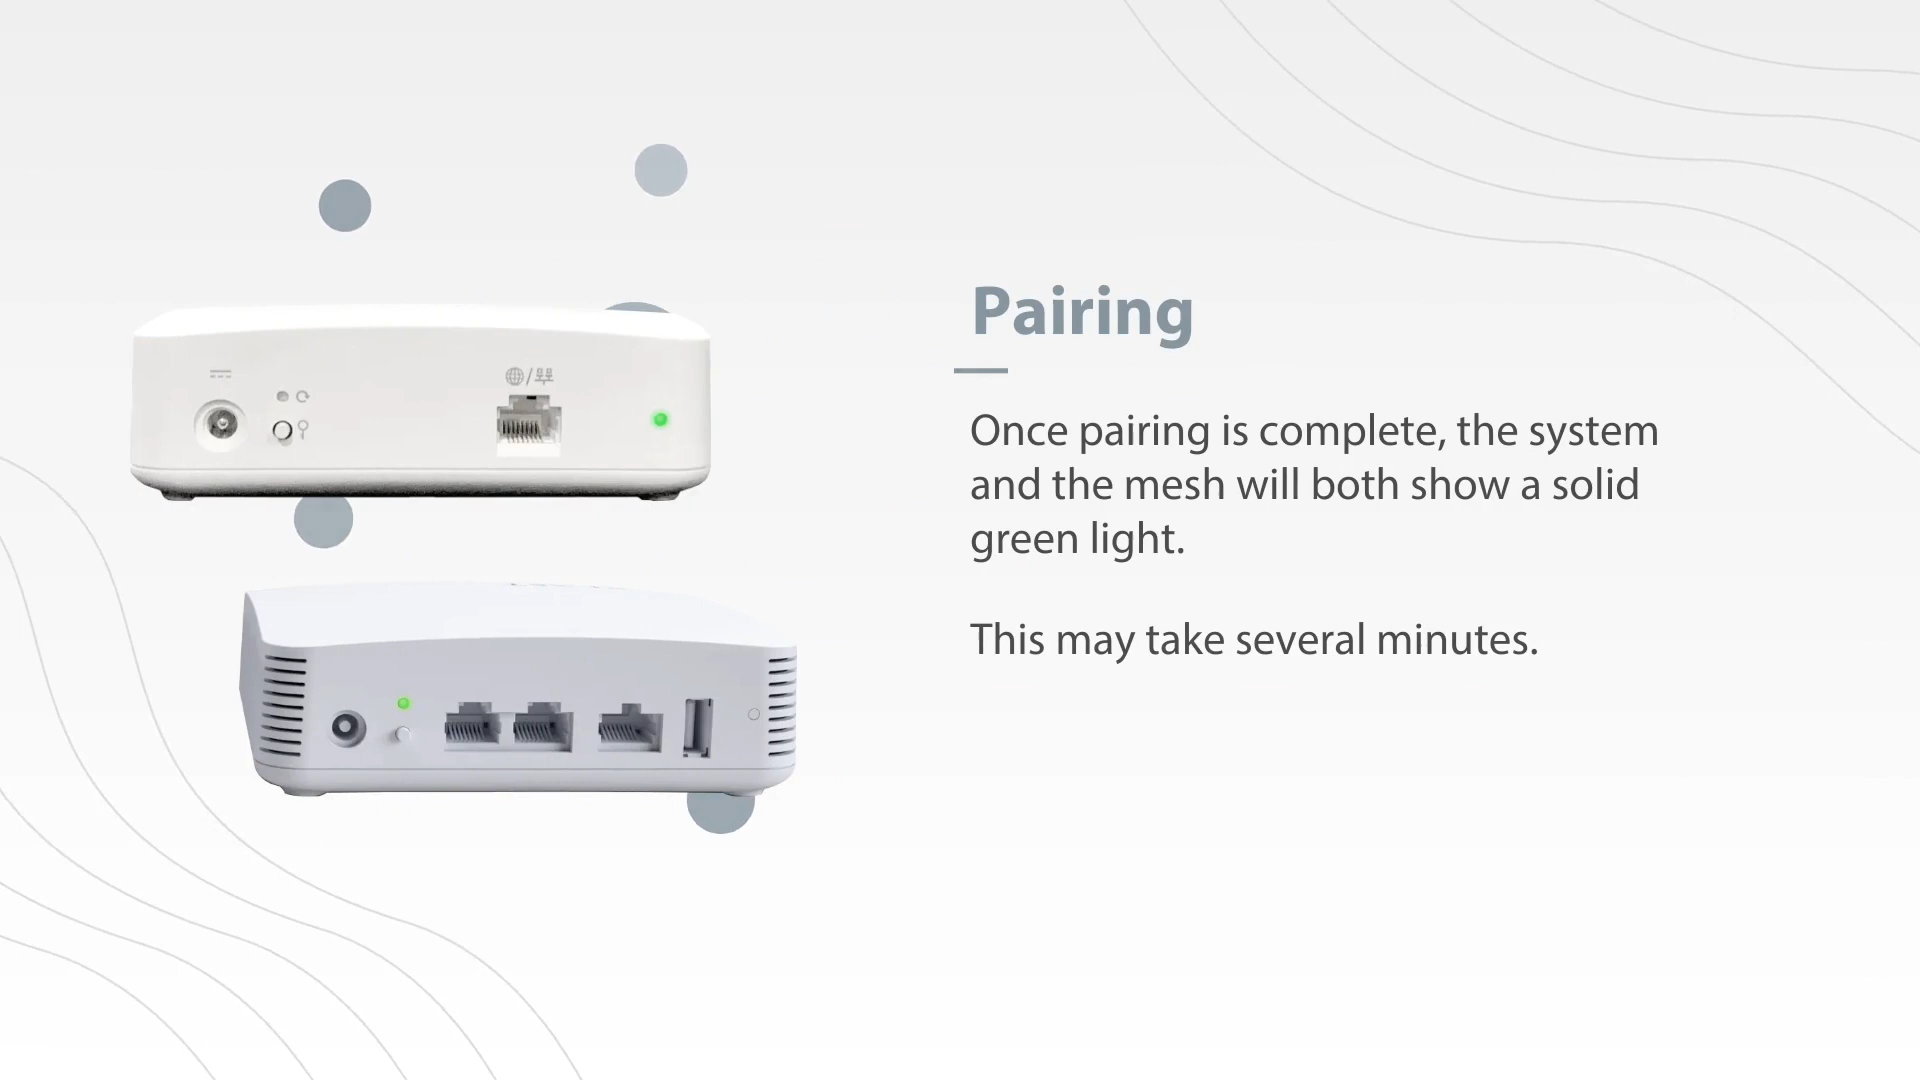 Pairing
Once pairing is complete, the system
and the mesh will both show a solid
green light.
This may take several minutes.